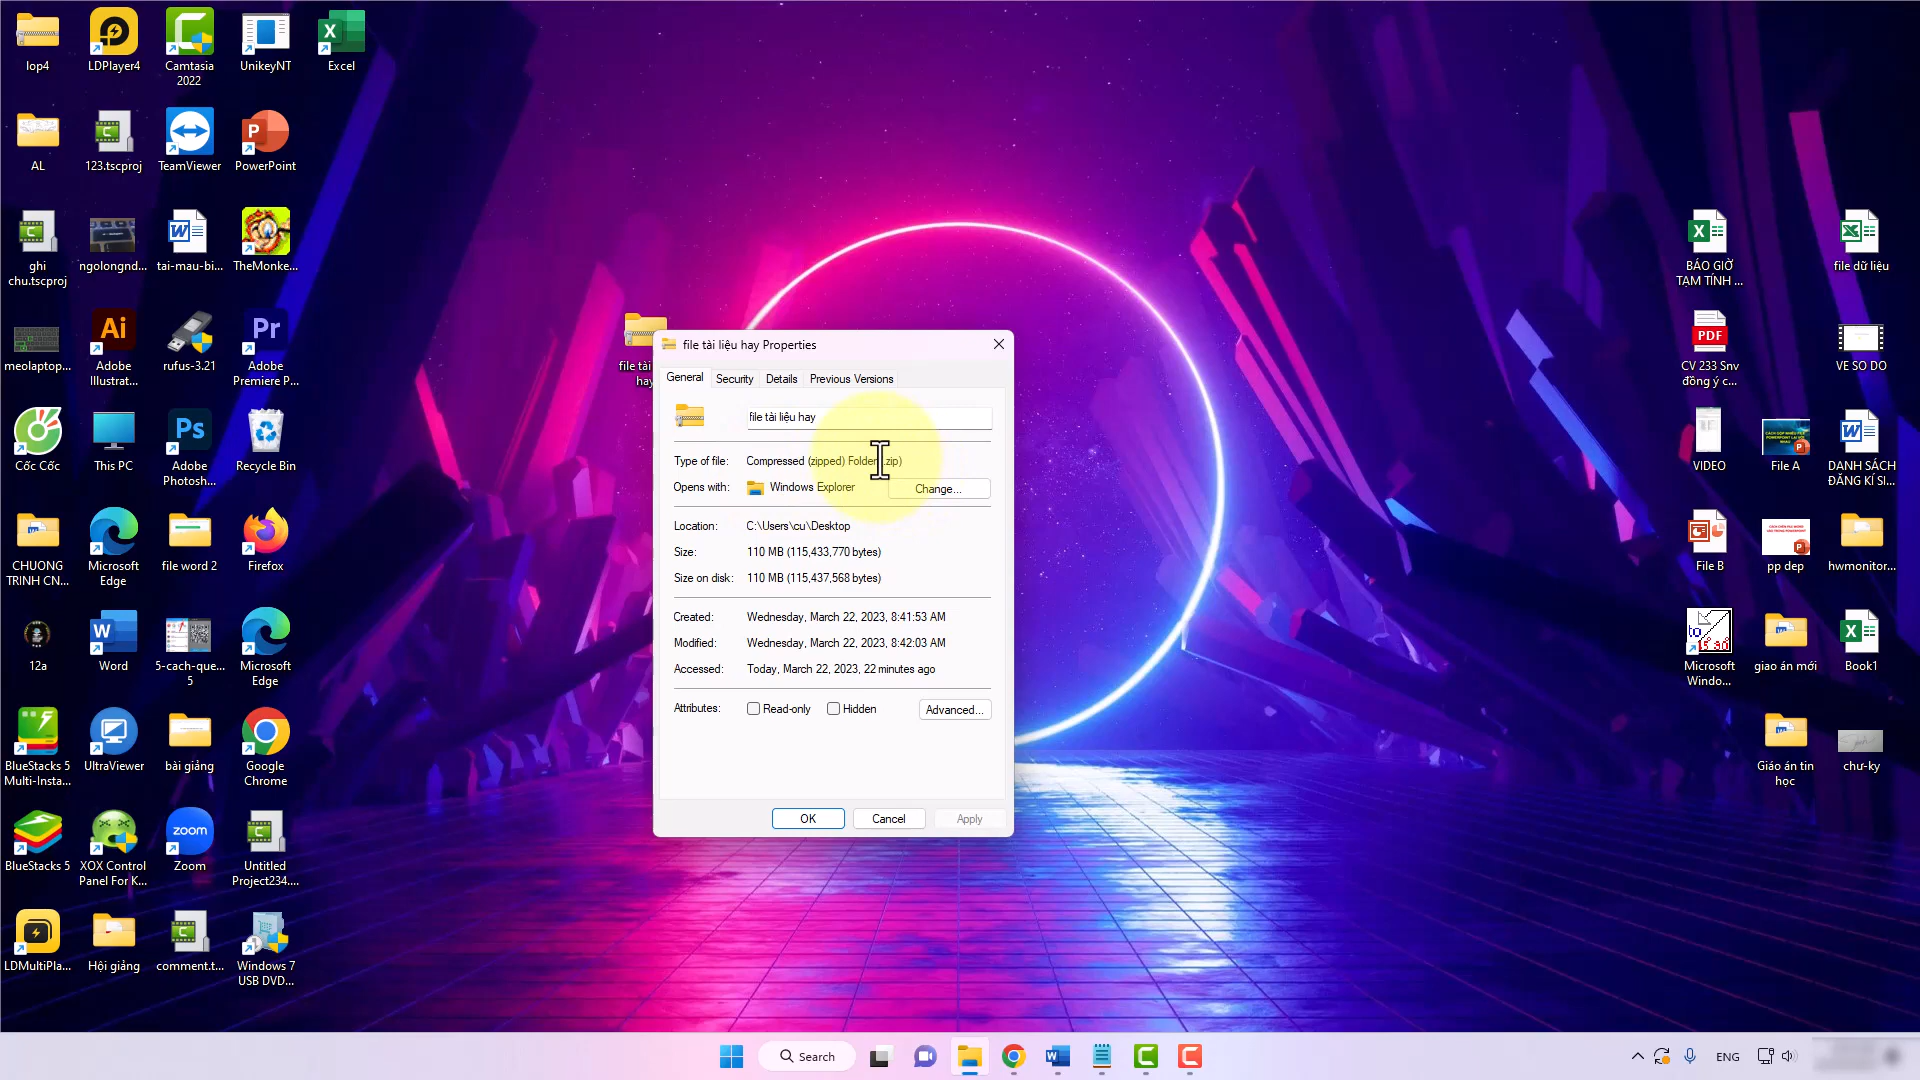 lop4
LDPlayer4
Camtasia
2022
UnikeyNT
Excel
AL
123.tscproj
TeamViewer
PowerPoint
ghi
chu.tscproj
ngolongnd...
tai-mau-bi...
TheMonke...
meolaptop...
Adobe
Illustrat...
rufus-3.21
Adobe
Premiere P...
Cốc Cốc
This PC
Adobe
Photosh...
Recycle Bin
CHUONG
TRINH CN...
Microsoft
Edge
file word 2
Firefox
12a
Word
5-cach-que...
5
Microsoft
Edge
BlueStacks 5
Multi-Insta...
UltraViewer
bài giảng
Google
Chrome
BlueStacks 5
XOX Control
Panel For K...
zoom
Zoom
Untitled
Project234....
LDMultiPla...
Hội giảng
comment.t...
Windows 7
USB DVD...
file tài
hay
file tài liệu hay Properties
General
Security
Details
Previous Versions
file tài liệu hay
Type of file:
Compressed (zipped) Folder (.zip)
Opens with:
Windows Explorer
Change...
Location:
C:\Users\cu\Desktop
Size:
110 MB (115,433,770 bytes)
Size on disk:
110 MB (115,437,568 bytes)
Created:
Wednesday, March 22, 2023, 8:41:53 AM
Modified:
Wednesday, March 22, 2023, 8:42:03 AM
Accessed:
Today, March 22, 2023, 22 minutes ago
Attributes:
Read-only
Hidden
Advanced...
OK
Cancel
Apply
BÁO GIỜ
TẠM TÍNH ...
file dữ liệu
PDF
CV 233 Snv
đồng ý c...
VE SO DO
VIDEO
File A
DANH SÁCH
ĐĂNG KÍ SI...
File B
pp dep
hwmonitor...
Microsoft
Windo...
giao án mới
Book1
Giáo án tin
học
chư-ky
Search
ENG